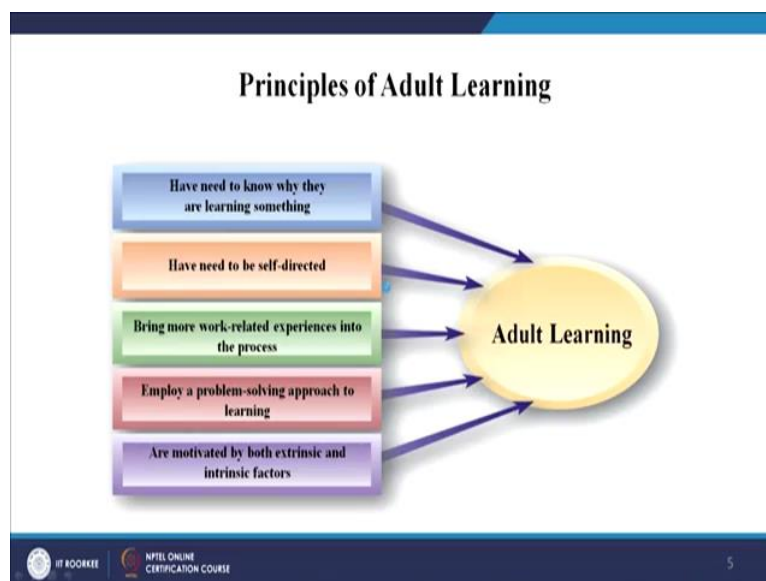 Principles of Adult Learning
Have need to know why they
are learning something
Have need to be self-directed
Bring more work-related experiences into
the process
Employ a problem-solving approach to
learning
Are motivated by both extrinsic and
intrinsic factors
Adult Learning
IIT ROORKEE
NPTEL ONLINE
CERTIFICATION COURSE
5